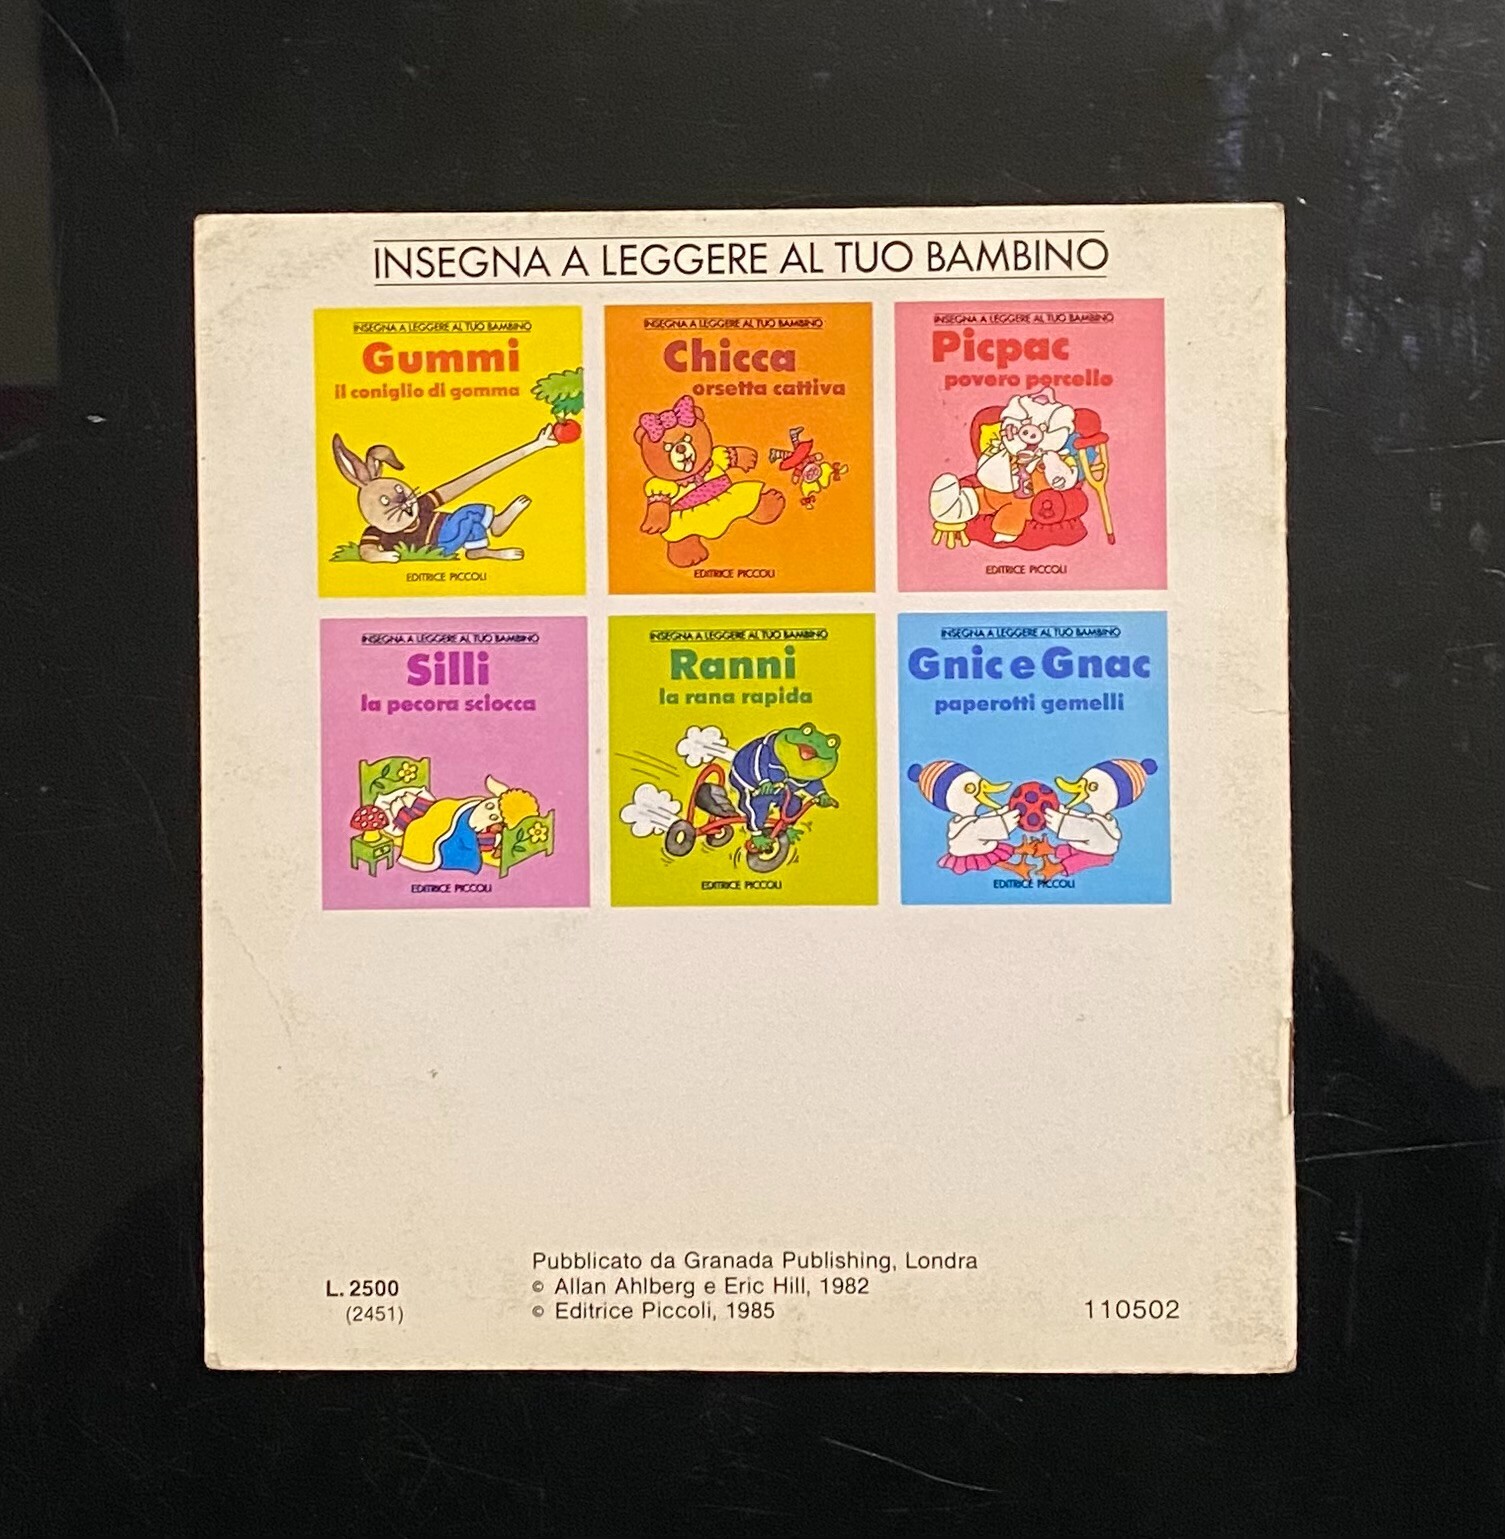 INSEGNA A LEGGERE AL TUO BAMBINO
INSEGNA A LEGGERE AL TUO BAMBINO
Gummi
il coniglio di gomma
EDITRICE PICCOLI
INSEGNA A LEGGERE AL TUO BAMBINO
Chicca
orsetta cattiva
EDITRICE PICCOLI
INSEGNA A LEGGERE AL TUO BAMBINO
Picpac
povero porcello
EDITRICE PICCOLI
INSEGNA A LEGGERE AL TUO BAMBINO
Silli
la pecora sciocca
EDITRICE PICCOLI
INSEGNA A LEGGERE AL TUO BAMBINO
Ranni
la rana rapida
EDITRICE PICCOLI
INSEGNA A LEGGERE AL TUO BAMBINO
Gnic e Gnac
paperotti gemelli
EDITRICE PICCOLI
L. 2500
(2451)
Pubblicato da Granada Publishing, Londra
© Allan Ahlberg e Eric Hill, 1982
© Editrice Piccoli, 1985
110502